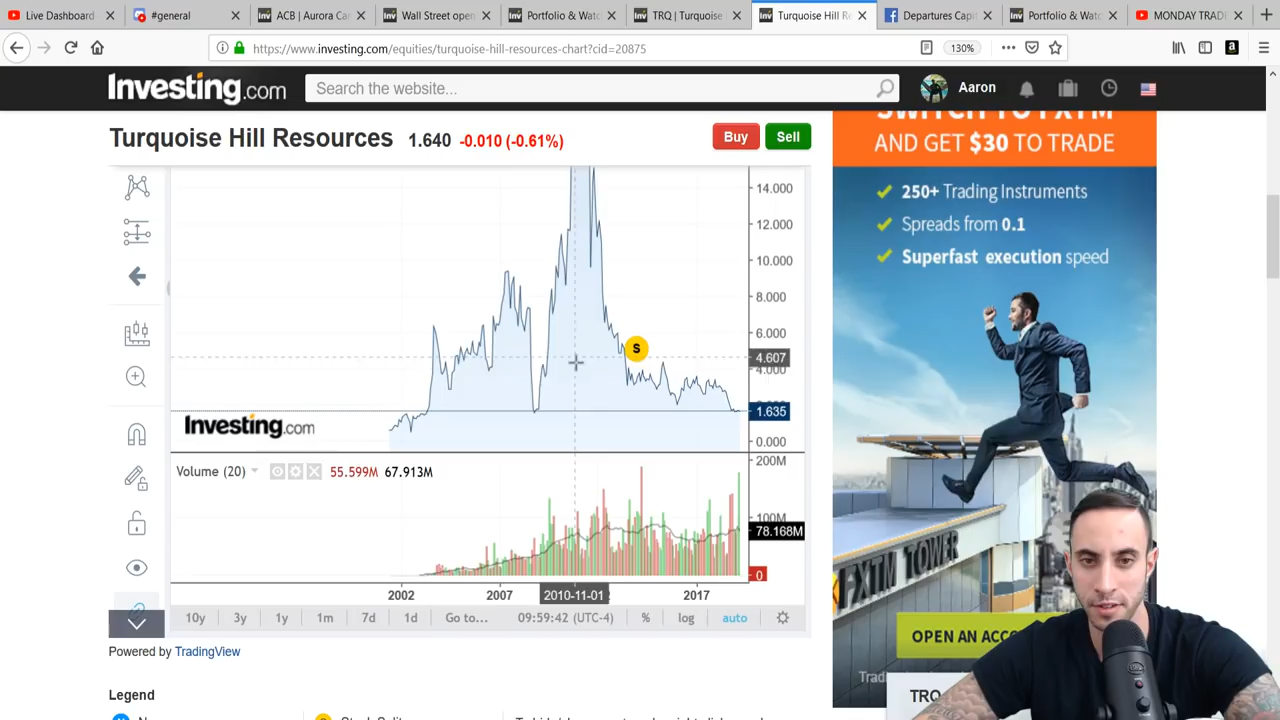 Live Dashboard
#general
ACB | Aurora Ca
Wall Street open
Portfolio & Watc
TRQ | Turquoise
Turquoise Hill Re
Departures Capi
Portfolio & Watc
MONDAY TRAD
https://www.investing.com/equities/turquoise-hill-resources-chart?cid=20875
130%
Investing.com
Search the website...
Aaron
Turquoise Hill Resources 1.640 -0.010 (-0.61%)
Buy
Sell
AND GET $30 TO TRADE
250+ Trading Instruments
Spreads from 0.1
Superfast execution speed
14.000
12.000
10.000
8.000
6.000
S
4.607
4.000
1.635
Investing.com
0.000
200M
Volume (20) 55.599M 67.913M
100M
78.168M
0
2002 2007 2010-11-01 2017
10y 3y 1y 1m 7d 1d Go to... 09:59:42 (UTC-4) % log auto
FXTM TOWER
OPEN AN ACC
Powered by TradingView
TRQ
Legend